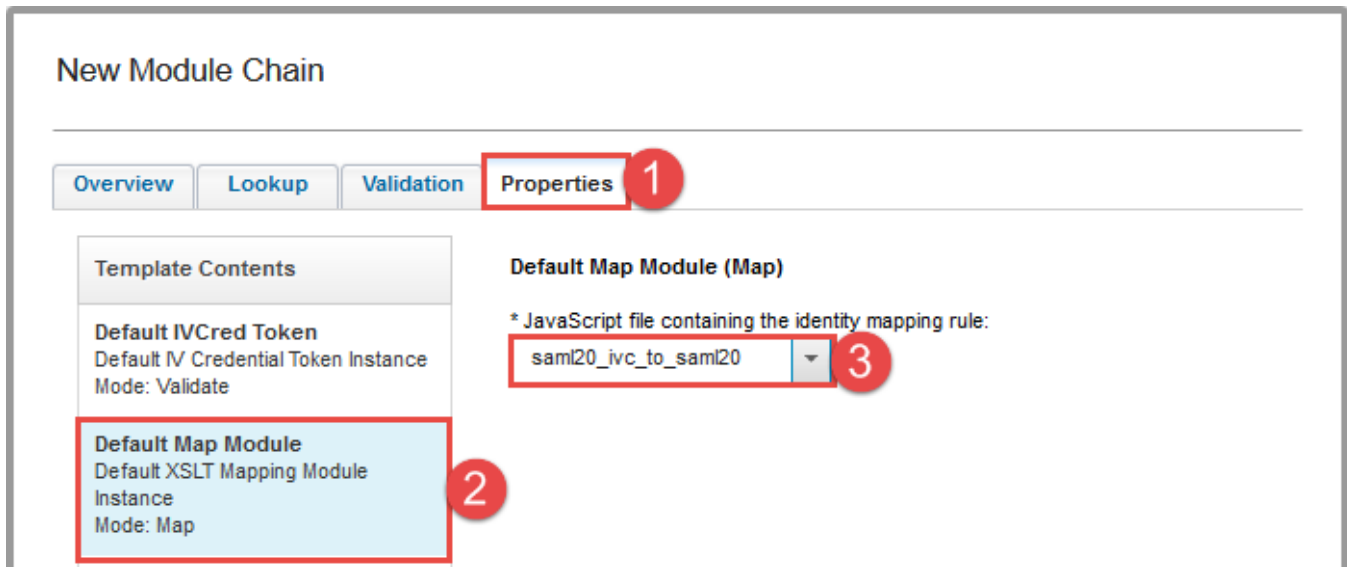 New Module Chain
Overview Lookup Validation Properties 1
Template Contents
Default IVCred Token
Default IV Credential Token Instance
Mode: Validate
Default Map Module
Default XSLT Mapping Module
Instance
Mode: Map
2
Default Map Module (Map)
* JavaScript file containing the identity mapping rule:
saml20_ivc_to_saml20 3